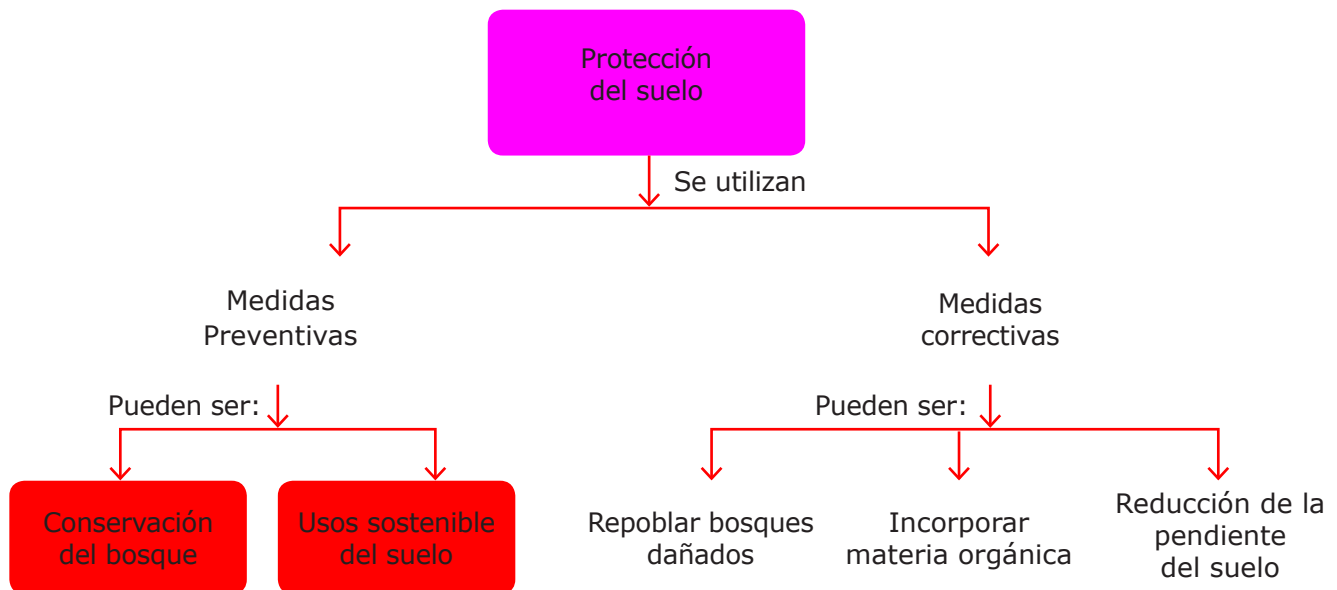 Protección
del suelo
Se utilizan
Medidas
Preventivas
Medidas
correctivas
Pueden ser:
Pueden ser:
Conservación
del bosque
Usos sostenible
del suelo
Repoblar bosques
dañados
Incorporar
materia orgánica
Reducción de la
pendiente
del suelo